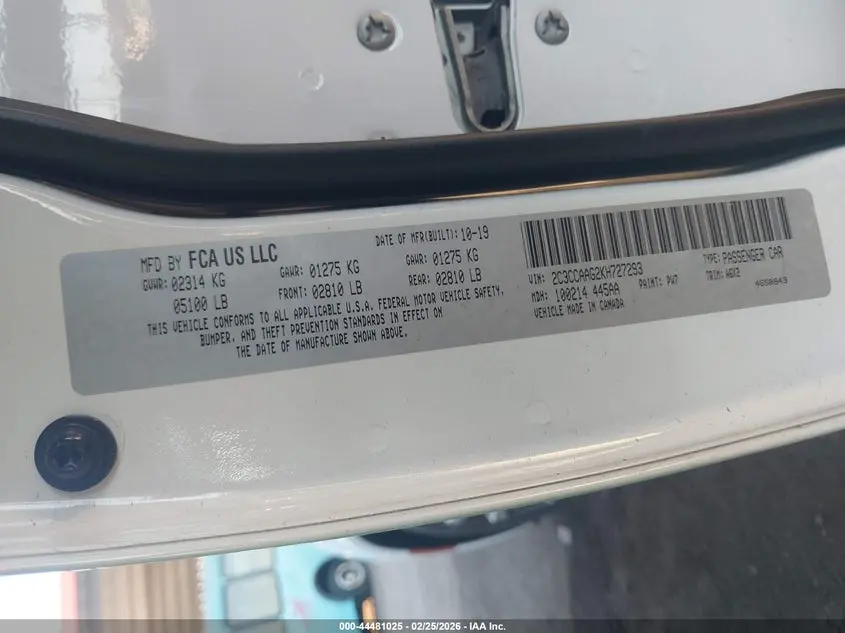 MFD BY FCA US LLC
DATE OF MFR(BUILT): 10-19
GVWR: 02314 KG
GAWR: 01275 KG
GAWR: 01275 KG
05100 LB
FRONT: 02810 LB
REAR: 02810 LB
THIS VEHICLE CONFORMS TO ALL APPLICABLE U.S.A. FEDERAL MOTOR VEHICLE SAFETY,
BUMPER, AND THEFT PREVENTION STANDARDS IN EFFECT ON
THE DATE OF MANUFACTURE SHOWN ABOVE.
VIN: 2C3CCAAG2KH727293
TYPE: PASSENGER CAR
MDH: 100214 445AA
PAINT: PW7
TRIM: A6X2
VEHICLE MADE IN CANADA
000-44481025 - 02/25/2026 - IAA Inc.